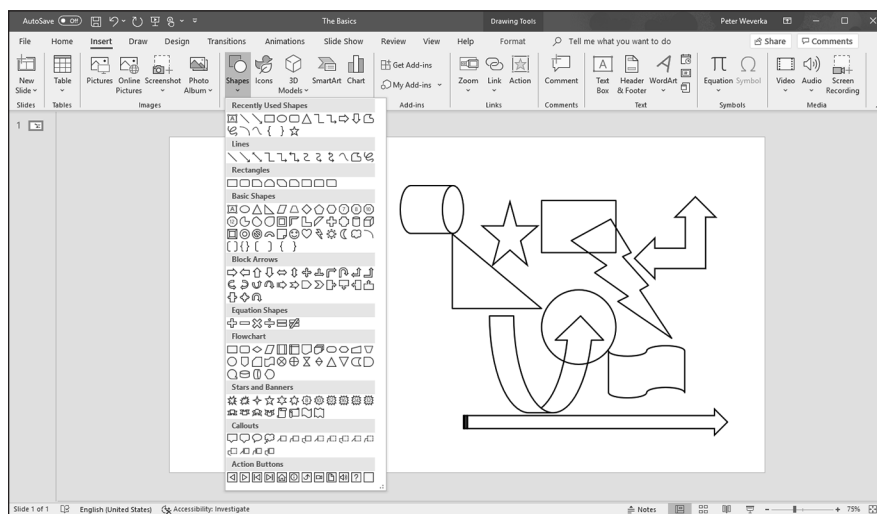 AutoSave Off The Basics Drawing Tools Peter Weverka
File Home Insert Draw Design Transitions Animations Slide Show Review View Help Format Tell me what you want to do Share Comments
New Slide
Table
Pictures
Online Pictures
Screenshot
Photo Album
Shapes
Icons
3D Models
SmartArt
Chart
Get Add-ins
My Add-ins
Zoom
Link
Action
Comment
Text Box
Header & Footer
WordArt
Equation
Symbol
Video
Audio
Screen Recording
Slides Tables Images Add-ins Links Comments Text Symbols Media
1
Recently Used Shapes
Lines
Rectangles
Basic Shapes
Block Arrows
Equation Shapes
Flowchart
Stars and Banners
Callouts
Action Buttons
Slide 1 of 1 English (United States) Accessibility: Investigate Notes 75%